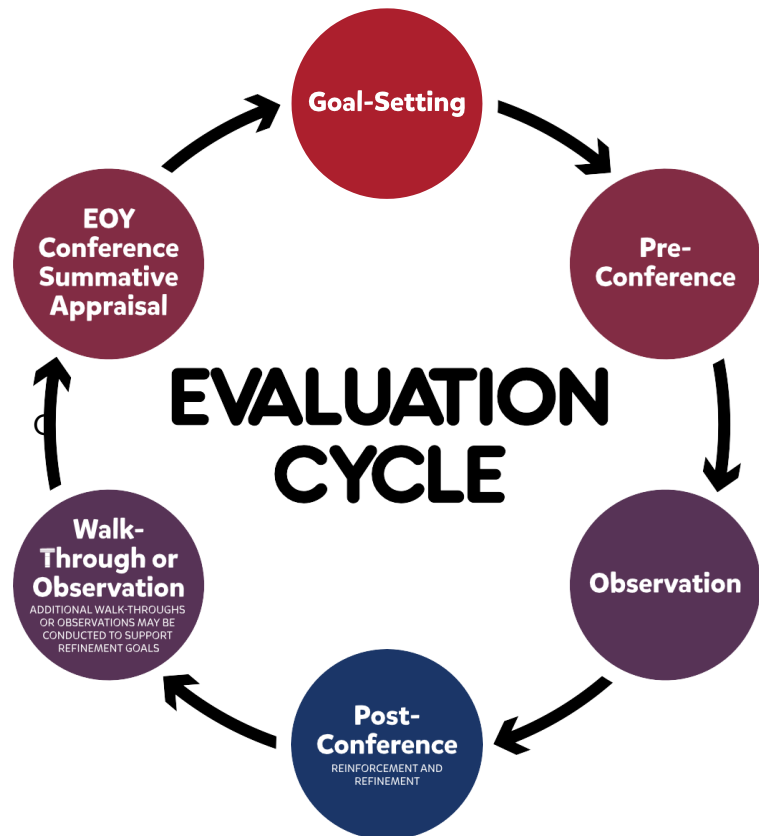 Goal-Setting
Pre-
Conference
Observation
Post-
Conference
REINFORCEMENT AND
REFINEMENT
Walk-
Through or
Observation
ADDITIONAL WALK-THROUGHS
OR OBSERVATIONS MAY BE
CONDUCTED TO SUPPORT
REFINEMENT GOALS
EOY
Conference
Summative
Appraisal
EVALUATION
CYCLE